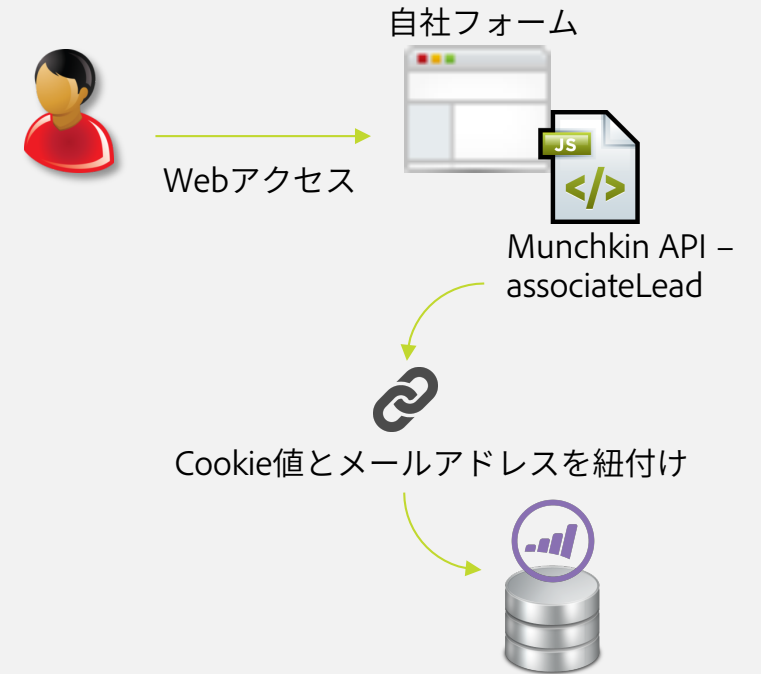 自社フォーム
JS
</>
Webアクセス
Munchkin API –
associateLead
Cookie値とメールアドレスを紐付け